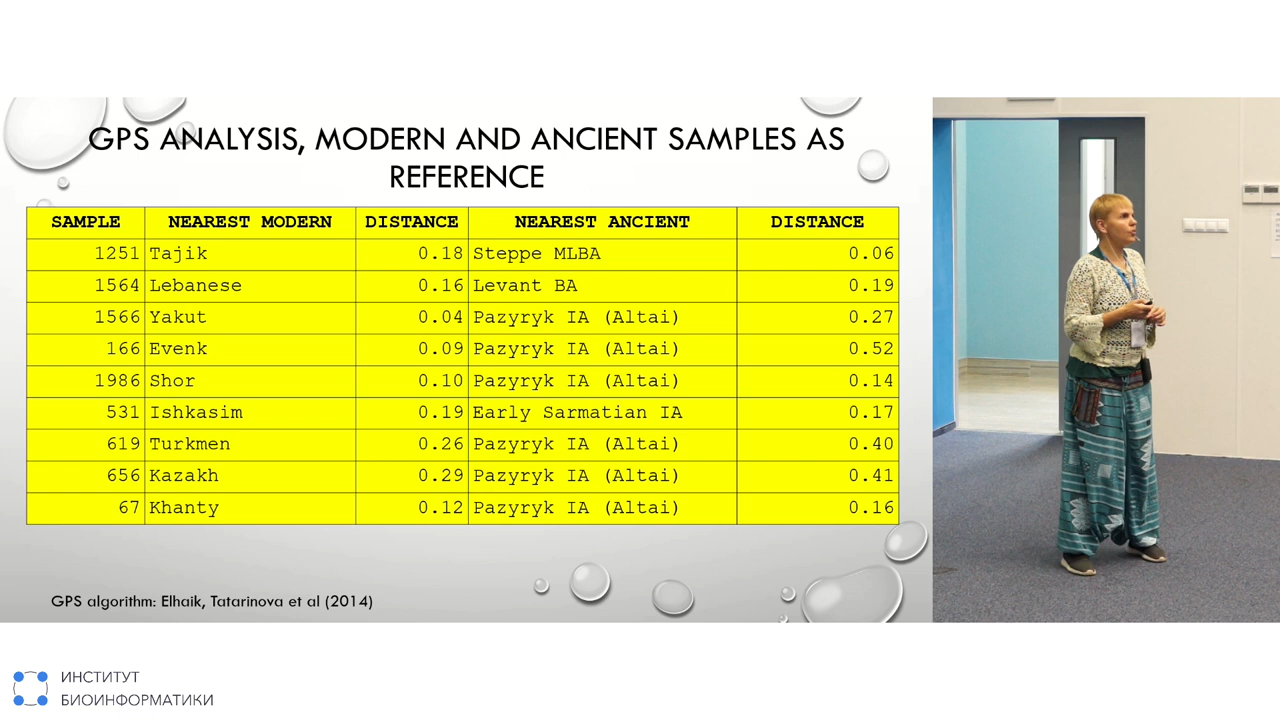 GPS ANALYSIS, MODERN AND ANCIENT SAMPLES AS
REFERENCE
SAMPLE NEAREST MODERN DISTANCE NEAREST ANCIENT DISTANCE
1251 Tajik 0.18 Steppe MLBA 0.06
1564 Lebanese 0.16 Levant BA 0.19
1566 Yakut 0.04 Pazyryk IA (Altai) 0.27
166 Evenk 0.09 Pazyryk IA (Altai) 0.52
1986 Shor 0.10 Pazyryk IA (Altai) 0.14
531 Ishkasim 0.19 Early Sarmatian IA 0.17
619 Turkmen 0.26 Pazyryk IA (Altai) 0.40
656 Kazakh 0.29 Pazyryk IA (Altai) 0.41
67 Khanty 0.12 Pazyryk IA (Altai) 0.16
GPS algorithm: Elhaik, Tatarinova et al (2014)
ИНСТИТУТ
БИОИНФОРМАТИКИ